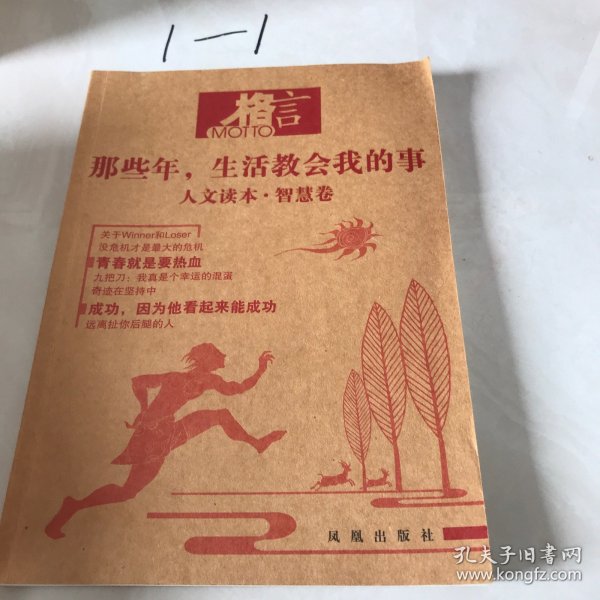 1-1
格言
MOTTO
那些年，生活教会我的事
人文读本·智慧卷
关于Winner和Loser
没危机才是最大的危机
青春就是要热血
九把刀：我真是个幸运的混蛋
奇迹在坚持中
成功，因为他看起来能成功
远离扯你后腿的人
凤凰出版社
孔夫子旧书网
www.kongfz.com